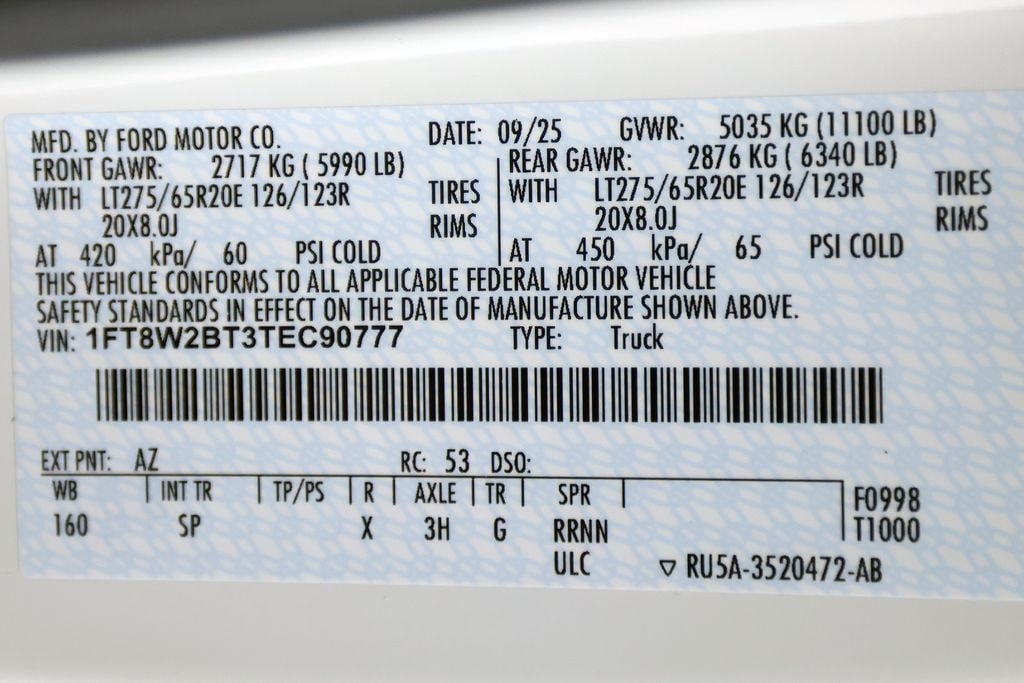 MFD. BY FORD MOTOR CO. DATE: 09/25 GVWR: 5035 KG (11100 LB)
FRONT GAWR: 2717 KG ( 5990 LB) REAR GAWR: 2876 KG ( 6340 LB)
WITH LT275/65R20E 126/123R TIRES WITH LT275/65R20E 126/123R TIRES
20X8.0J RIMS 20X8.0J RIMS
AT 420 kPa/ 60 PSI COLD AT 450 kPa/ 65 PSI COLD
THIS VEHICLE CONFORMS TO ALL APPLICABLE FEDERAL MOTOR VEHICLE
SAFETY STANDARDS IN EFFECT ON THE DATE OF MANUFACTURE SHOWN ABOVE.
VIN: 1FT8W2BT3TEC90777 TYPE: Truck
EXT PNT: AZ RC: 53 DSO:
WB INT TR TP/PS R AXLE TR SPR F0998
160 SP X 3H G RRNN T1000
ULC ▽ RU5A-3520472-AB